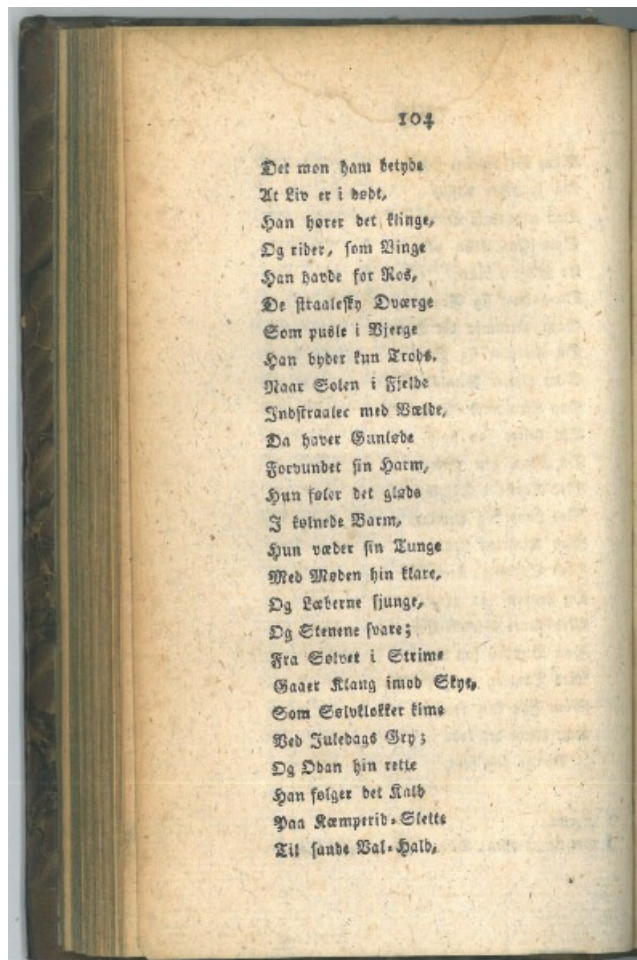 104
Det mon ham betyde
At Liv er i dødt,
Han hører det klinge,
Og rider, som Vinge
Han havde for Ros,
De straalesky Dværge
Som pusle i Bjerge
Han byder kun Trods.
Naar Solen i Fjelde
Indstraaler med Vælde,
Da haver Gunløde
Forvundet sin Harm,
Hun føler det gløde
I kølnede Barm,
Hun væder sin Tunge
Med Møden hin klare,
Og Læberne sjunge,
Og Stenene svare;
Fra Sølvet i Strime
Gaaer Klang imod Skye,
Som Sølvklokker kime
Ved Juledags Gry;
Og Odan hin rette
Han følger det Kald
Paa Kæmperid-Slette
Til sande Val-Hald,